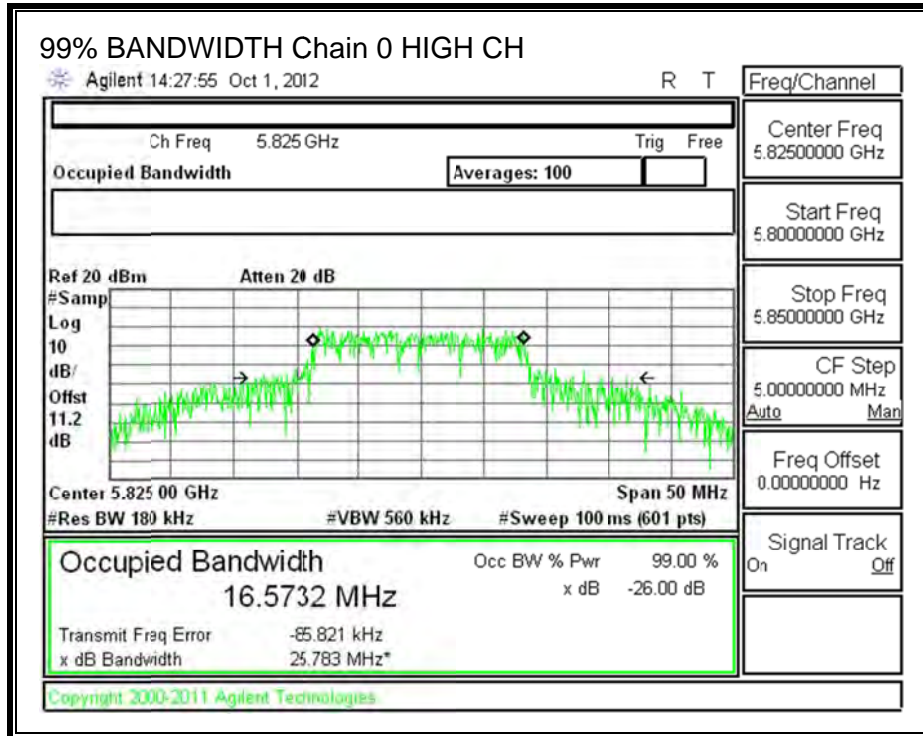 99% BANDWIDTH Chain 0 HIGH CH
Agilent 14:27:55 Oct 1, 2012 R T
Freq/Channel
Ch Freq 5.825 GHz Trig Free
Occupied Bandwidth Averages: 100
Center Freq
5.82500000 GHz
Start Freq
5.80000000 GHz
Stop Freq
5.85000000 GHz
CF Step
5.00000000 MHz
Auto Man
Freq Offset
0.00000000 Hz
Signal Track
On Off
Ref 20 dBm Atten 20 dB
#Samp
Log
10
dB/
Offst
11.2
dB
Center 5.825 00 GHz Span 50 MHz
#Res BW 180 kHz #VBW 560 kHz #Sweep 100 ms (601 pts)
Occupied Bandwidth Occ BW % Pwr 99.00 %
16.5732 MHz x dB -26.00 dB
Transmit Freq Error -85.821 kHz
x dB Bandwidth 25.783 MHz*
Copyright 2000-2011 Agilent Technologies